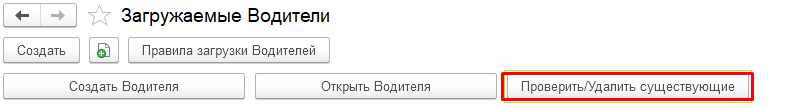 Загружаемые Водители
Создать Правила загрузки Водителей
Создать Водителя Открыть Водителя Проверить/Удалить существующие